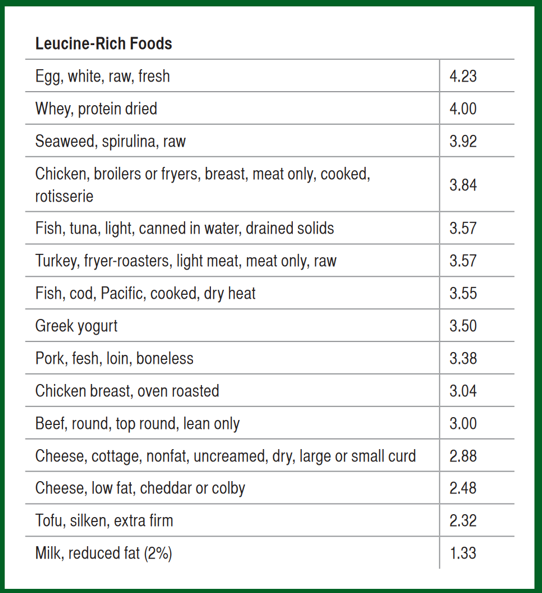 Leucine-Rich Foods
Egg, white, raw, fresh 4.23
Whey, protein dried 4.00
Seaweed, spirulina, raw 3.92
Chicken, broilers or fryers, breast, meat only, cooked,
rotisserie 3.84
Fish, tuna, light, canned in water, drained solids 3.57
Turkey, fryer-roasters, light meat, meat only, raw 3.57
Fish, cod, Pacific, cooked, dry heat 3.55
Greek yogurt 3.50
Pork, fesh, loin, boneless 3.38
Chicken breast, oven roasted 3.04
Beef, round, top round, lean only 3.00
Cheese, cottage, nonfat, uncreamed, dry, large or small curd 2.88
Cheese, low fat, cheddar or colby 2.48
Tofu, silken, extra firm 2.32
Milk, reduced fat (2%) 1.33